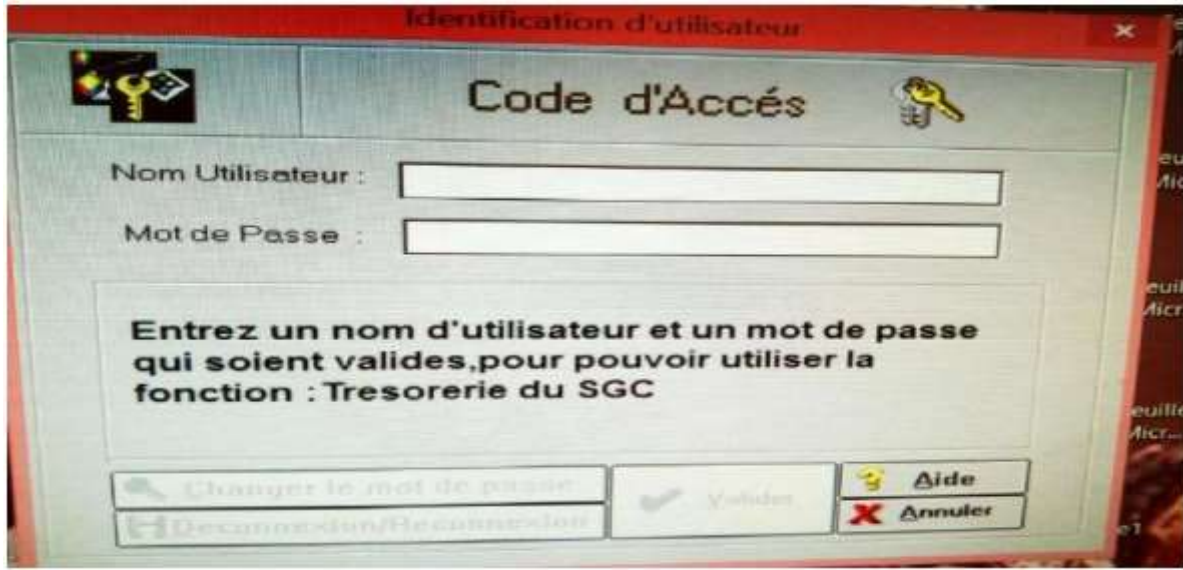 Identification d'utilisateur
Code d'Accés
Nom Utilisateur :
Mot de Passe :
Entrez un nom d'utilisateur et un mot de passe
qui soient valides,pour pouvoir utiliser la
fonction : Tresorerie du SGC
Changer le mot de passe
Deconnexion/Reconnexion
Valider
Aide
Annuler